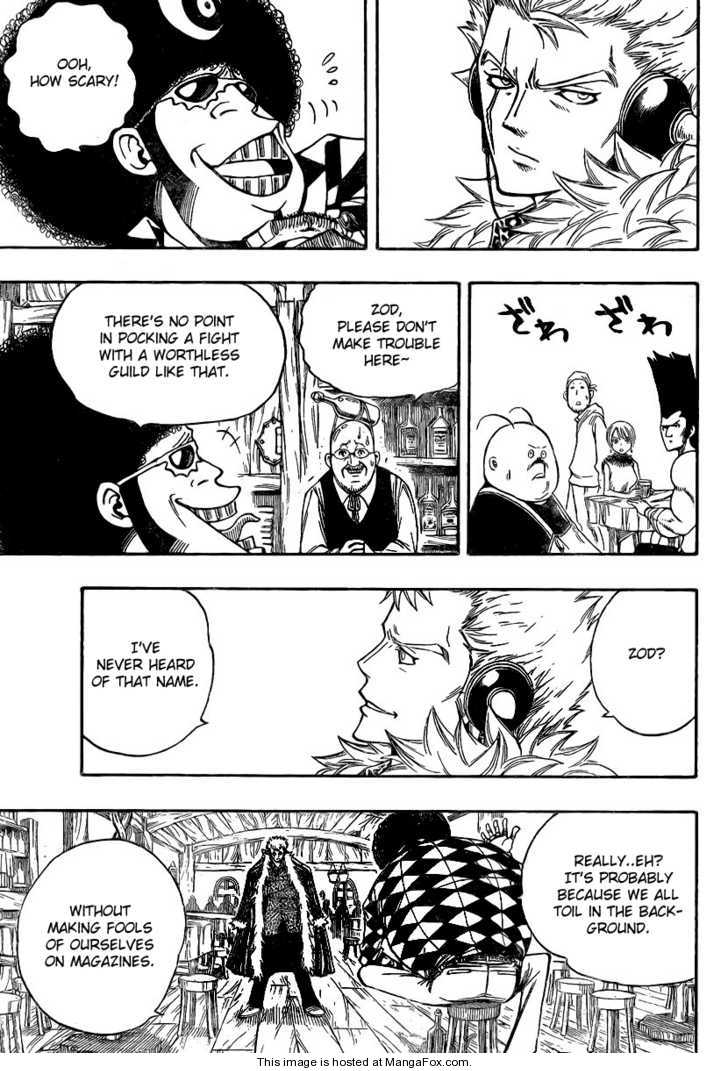 OOH,
HOW SCARY!
ZOD,
PLEASE DON'T
MAKE TROUBLE
HERE~
THERE'S NO POINT
IN POCKING A FIGHT
WITH A WORTHLESS
GUILD LIKE THAT.
ざわ
ざわ
ZOD?
I'VE
NEVER HEARD
OF THAT NAME.
REALLY..EH?
IT'S PROBABLY
BECAUSE WE ALL
TOIL IN THE BACK-
GROUND.
WITHOUT
MAKING FOOLS
OF OURSELVES
ON MAGAZINES.
This image is hosted at MangaFox.com.